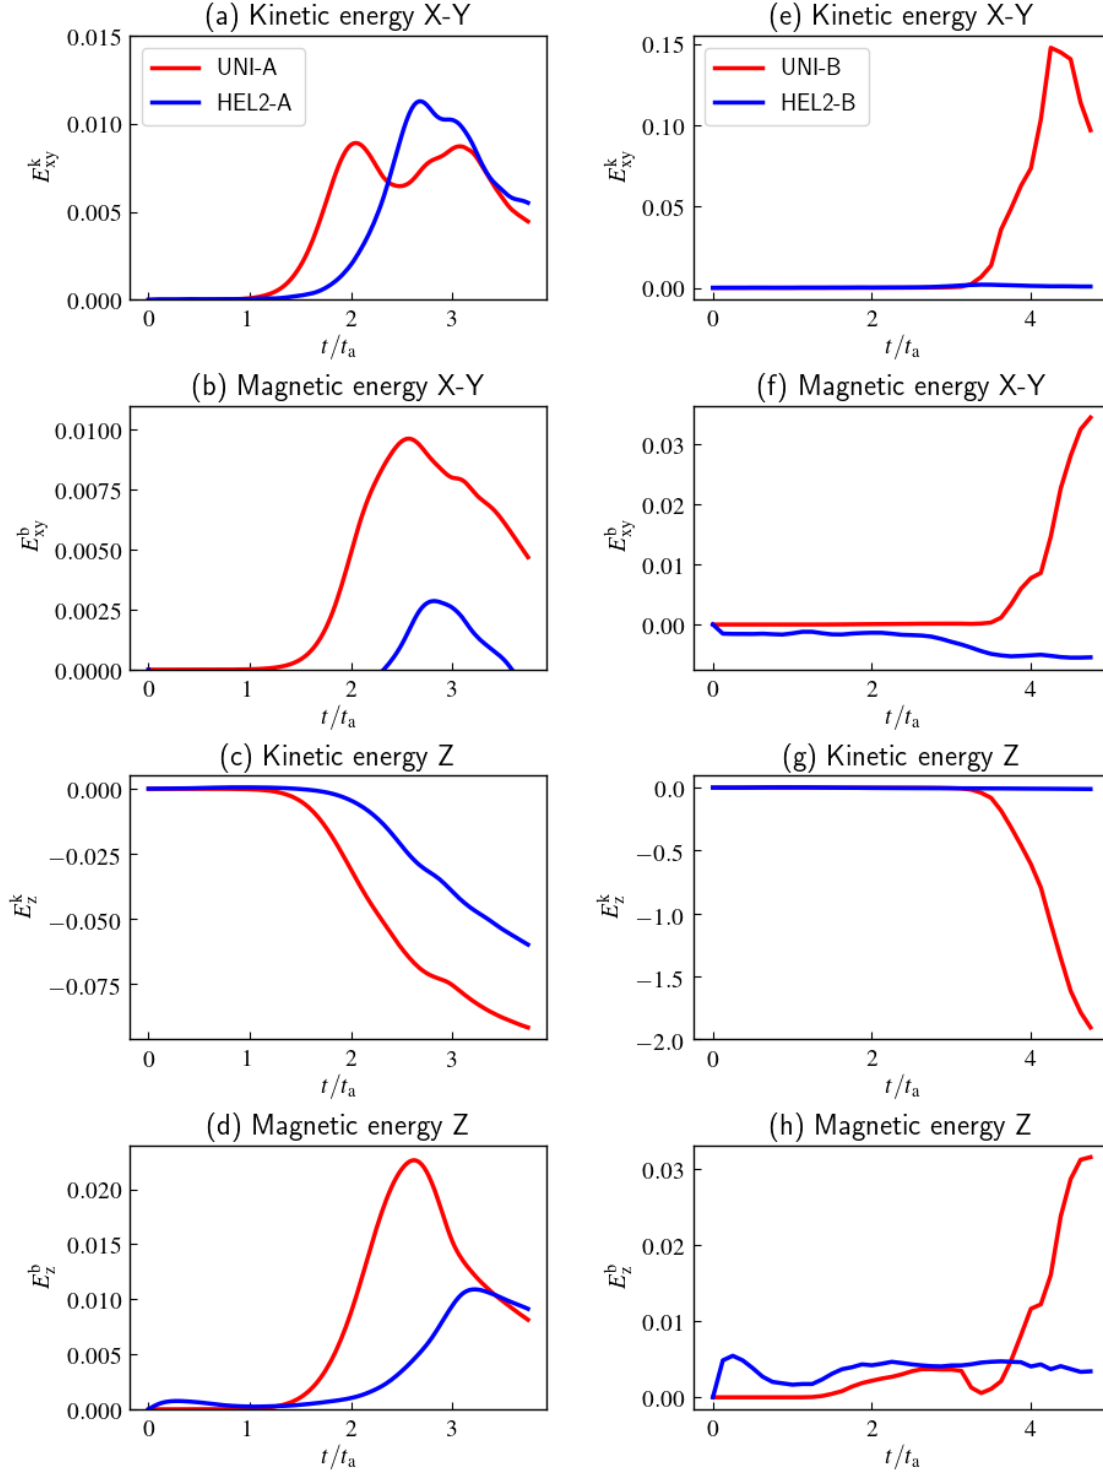 (a) Kinetic energy X-Y
0.015
0.010
0.005
0.000
E^k_xy
UNI-A
HEL2-A
0 1 2 3
t/t_a
(e) Kinetic energy X-Y
0.15
0.10
0.05
0.00
E^k_xy
UNI-B
HEL2-B
0 2 4
t/t_a
(b) Magnetic energy X-Y
0.0100
0.0075
0.0050
0.0025
0.0000
E^b_xy
0 1 2 3
t/t_a
(f) Magnetic energy X-Y
0.03
0.02
0.01
0.00
E^b_xy
0 2 4
t/t_a
(c) Kinetic energy Z
0.000
−0.025
−0.050
−0.075
E^k_z
0 1 2 3
t/t_a
(g) Kinetic energy Z
0.0
−0.5
−1.0
−1.5
−2.0
E^k_z
0 2 4
t/t_a
(d) Magnetic energy Z
0.020
0.015
0.010
0.005
0.000
E^b_z
0 1 2 3
t/t_a
(h) Magnetic energy Z
0.03
0.02
0.01
0.00
E^b_z
0 2 4
t/t_a